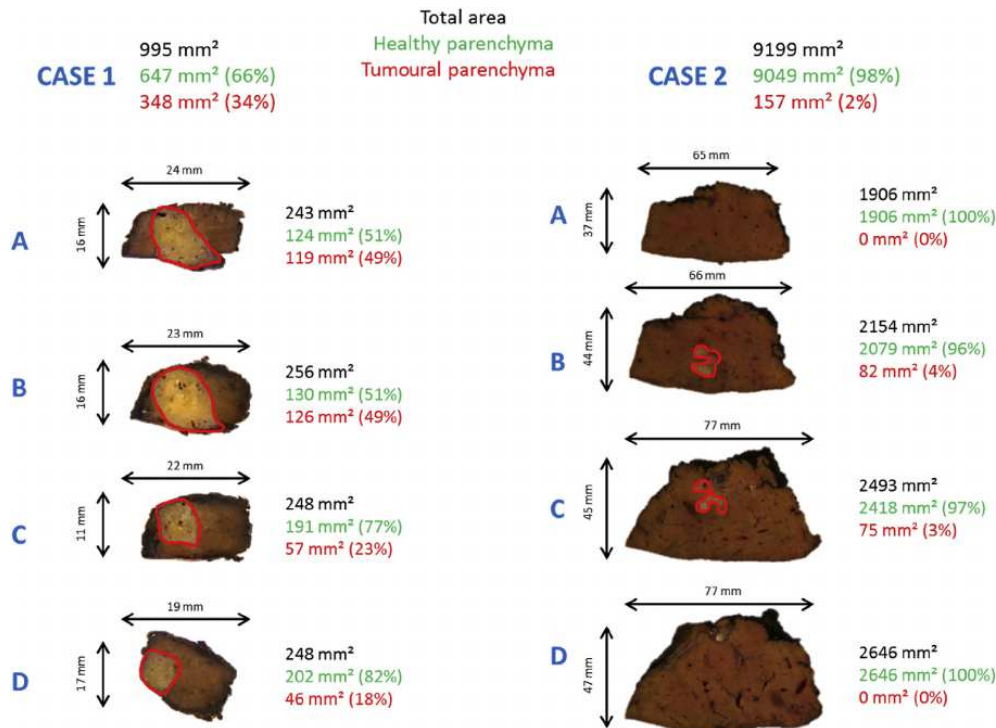 Total area
Healthy parenchyma
Tumoural parenchyma
CASE 1
995 mm²
647 mm² (66%)
348 mm² (34%)
CASE 2
9199 mm²
9049 mm² (98%)
157 mm² (2%)
A
24 mm
16 mm
243 mm²
124 mm² (51%)
119 mm² (49%)
B
23 mm
16 mm
256 mm²
130 mm² (51%)
126 mm² (49%)
C
22 mm
11 mm
248 mm²
191 mm² (77%)
57 mm² (23%)
D
19 mm
17 mm
248 mm²
202 mm² (82%)
46 mm² (18%)
A
65 mm
37 mm
1906 mm²
1906 mm² (100%)
0 mm² (0%)
B
66 mm
44 mm
2154 mm²
2079 mm² (96%)
82 mm² (4%)
C
77 mm
45 mm
2493 mm²
2418 mm² (97%)
75 mm² (3%)
D
77 mm
47 mm
2646 mm²
2646 mm² (100%)
0 mm² (0%)